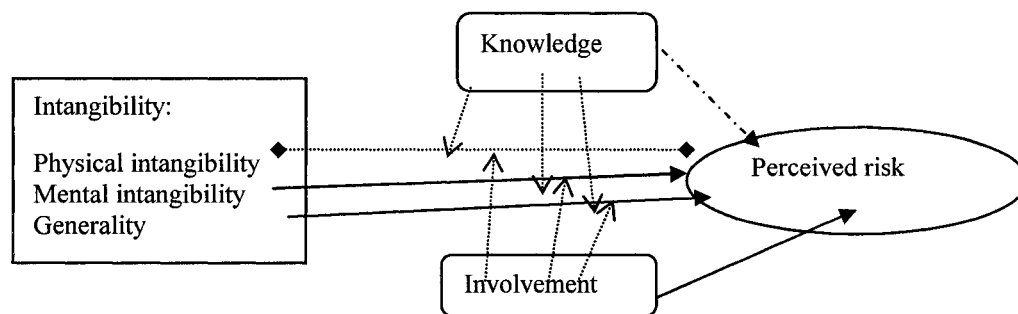 Knowledge
Intangibility:
Physical intangibility
Mental intangibility
Generality
Perceived risk
Involvement